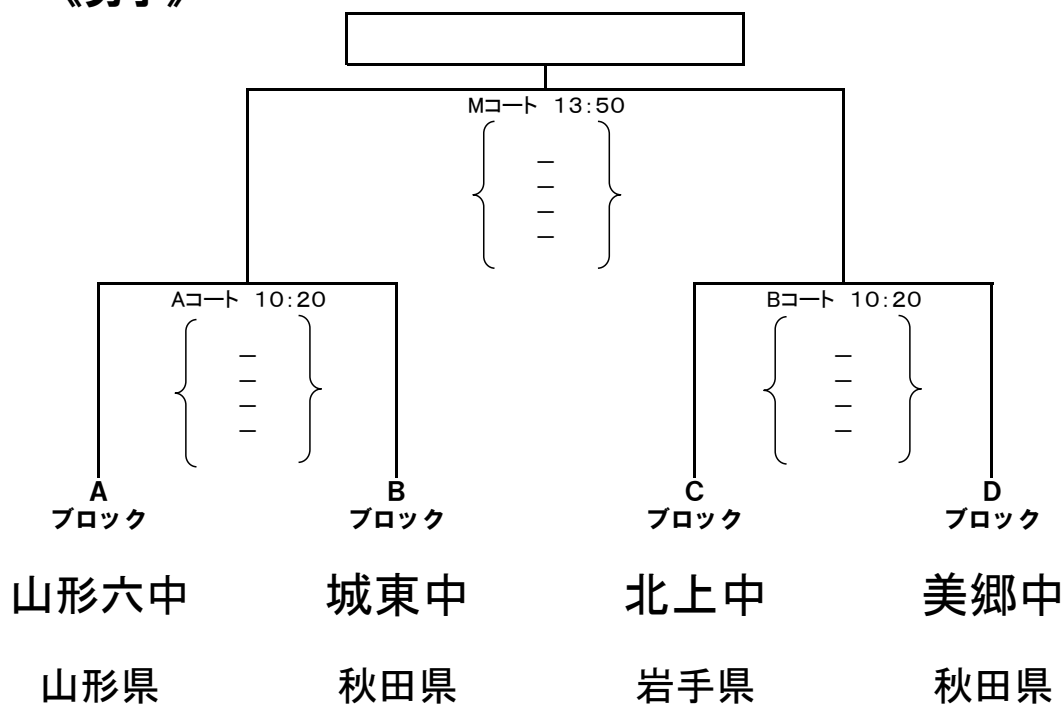 Mコート 13:50
－
－
－
－
Aコート 10:20
Bコート 10:20
－ －
－ －
－ －
－ －
A B C D
ブロック ブロック ブロック ブロック
山形六中 城東中 北上中 美郷中
山形県 秋田県 岩手県 秋田県